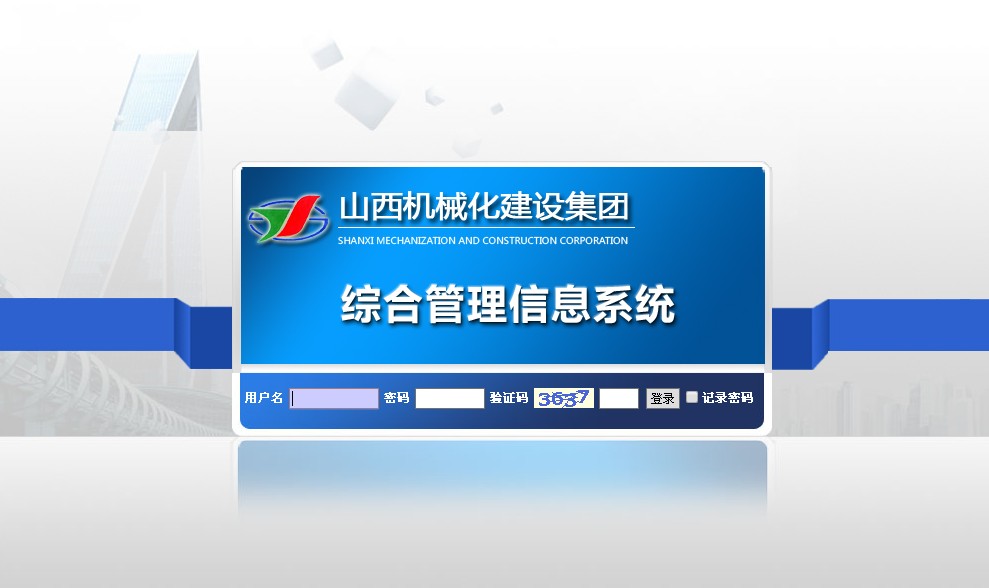 山西机械化建设集团
SHANXI MECHANIZATION AND CONSTRUCTION CORPORATION
综合管理信息系统
用户名 密码 验证码 3637 登录 记录密码